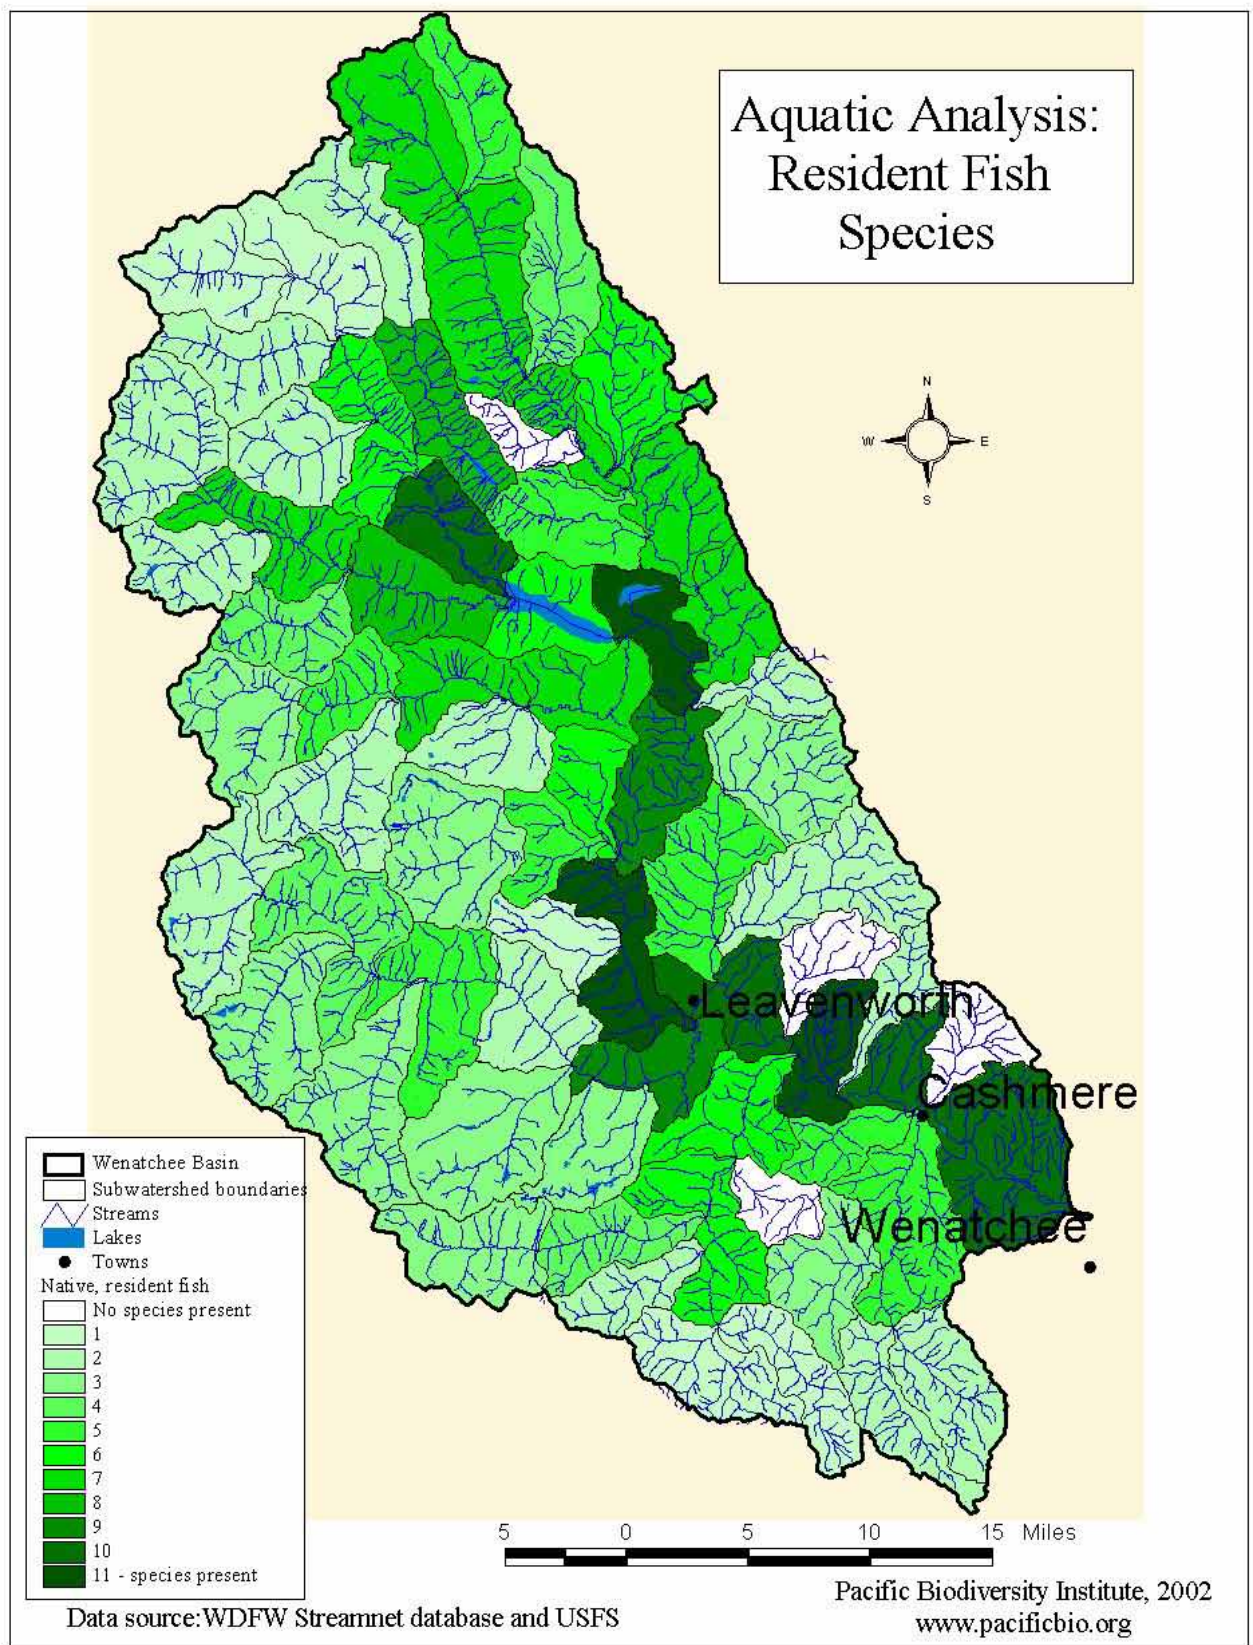 Aquatic Analysis:
Resident Fish
Species
N
W
E
S
Leavenworth
Cashmere
Wenatchee
Wenatchee Basin
Subwatershed boundaries
Streams
Lakes
Towns
Native, resident fish
No species present
1
2
3
4
5
6
7
8
9
10
11 - species present
5 0 5 10 15 Miles
Pacific Biodiversity Institute, 2002
www.pacificbio.org
Data source:WDFW Streamnet database and USFS